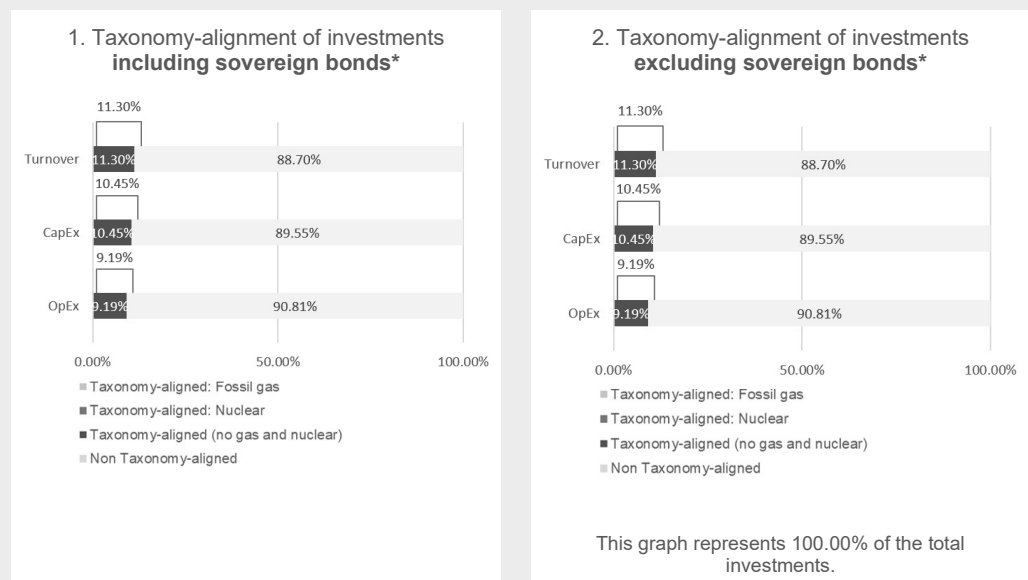 1. Taxonomy-alignment of investments
including sovereign bonds*
11.30%
Turnover
11.30%
88.70%
10.45%
CapEx
10.45%
89.55%
9.19%
OpEx
9.19%
90.81%
0.00%
50.00%
100.00%
Taxonomy-aligned: Fossil gas
Taxonomy-aligned: Nuclear
Taxonomy-aligned (no gas and nuclear)
Non Taxonomy-aligned
2. Taxonomy-alignment of investments
excluding sovereign bonds*
11.30%
Turnover
11.30%
88.70%
10.45%
CapEx
10.45%
89.55%
9.19%
OpEx
9.19%
90.81%
0.00%
50.00%
100.00%
Taxonomy-aligned: Fossil gas
Taxonomy-aligned: Nuclear
Taxonomy-aligned (no gas and nuclear)
Non Taxonomy-aligned
This graph represents 100.00% of the total
investments.